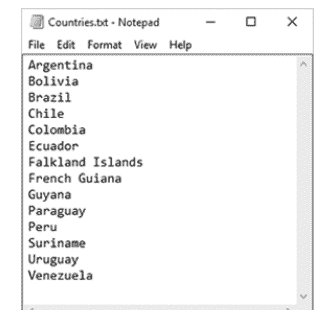 Countries.txt - Notepad
File Edit Format View Help
Argentina
Bolivia
Brazil
Chile
Colombia
Ecuador
Falkland Islands
French Guiana
Guyana
Paraguay
Peru
Suriname
Uruguay
Venezuela